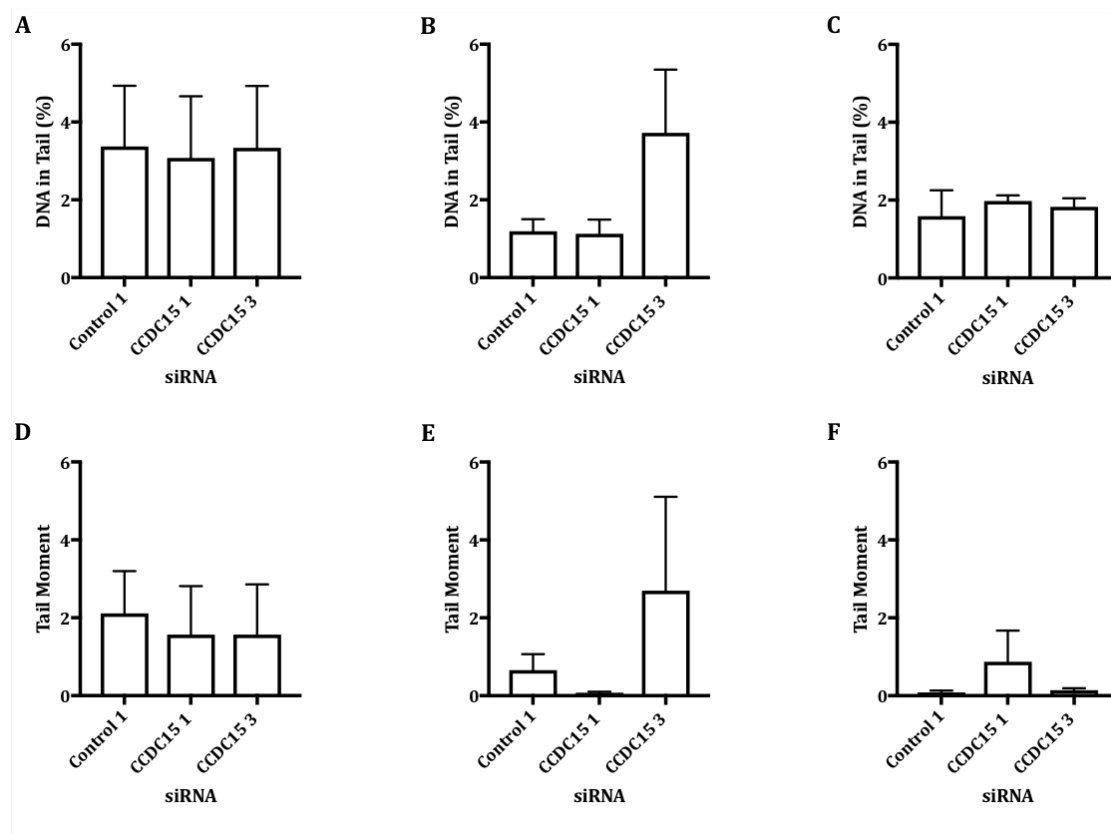 A
DNA in Tail (%)
6
4
2
0
Control 1
CCDC15 1
CCDC15 3
siRNA
B
DNA in Tail (%)
6
4
2
0
Control 1
CCDC15 1
CCDC15 3
siRNA
C
DNA in Tail (%)
6
4
2
0
Control 1
CCDC15 1
CCDC15 3
siRNA
D
Tail Moment
6
4
2
0
Control 1
CCDC15 1
CCDC15 3
siRNA
E
Tail Moment
6
4
2
0
Control 1
CCDC15 1
CCDC15 3
siRNA
F
Tail Moment
6
4
2
0
Control 1
CCDC15 1
CCDC15 3
siRNA